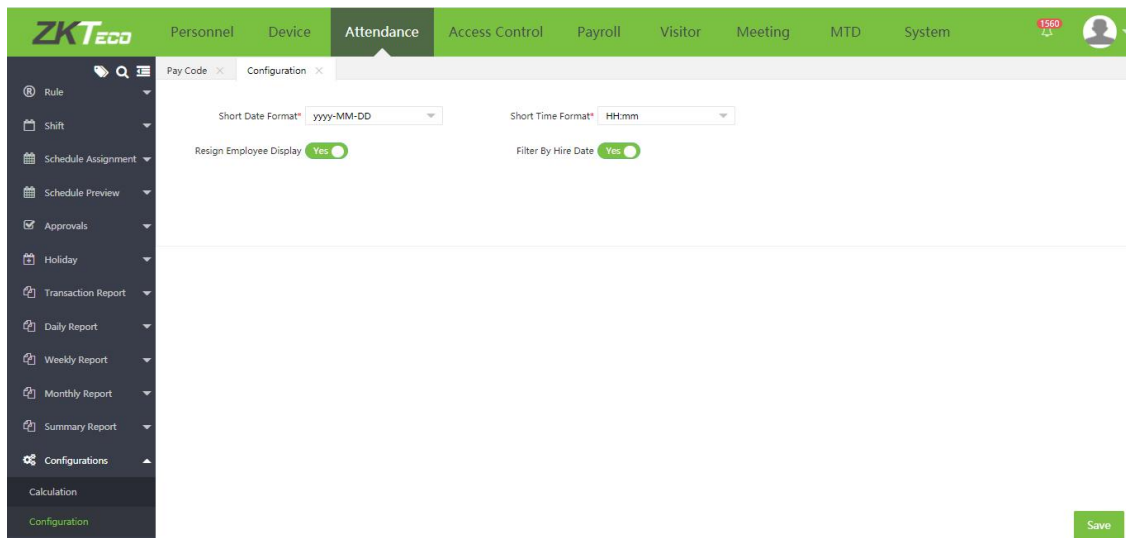 ZKTeco Personnel Device Attendance Access Control Payroll Visitor Meeting MTD System 1560
Pay Code Configuration
Rule
Short Date Format* yyyy-MM-DD Short Time Format* HH:mm
Shift
Resign Employee Display Yes Filter By Hire Date Yes
Schedule Assignment
Schedule Preview
Approvals
Holiday
Transaction Report
Daily Report
Weekly Report
Monthly Report
Summary Report
Configurations
Calculation
Configuration
Save